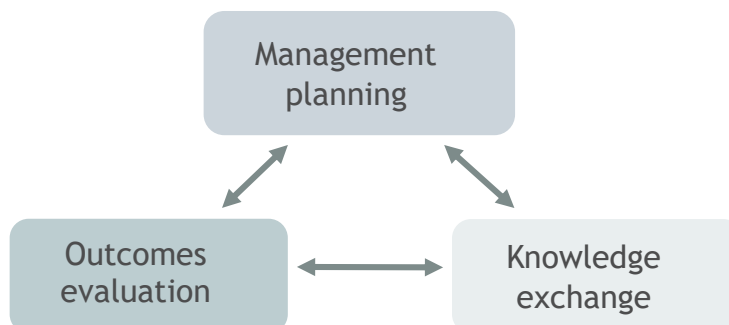 Management
planning
Outcomes
evaluation
Knowledge
exchange